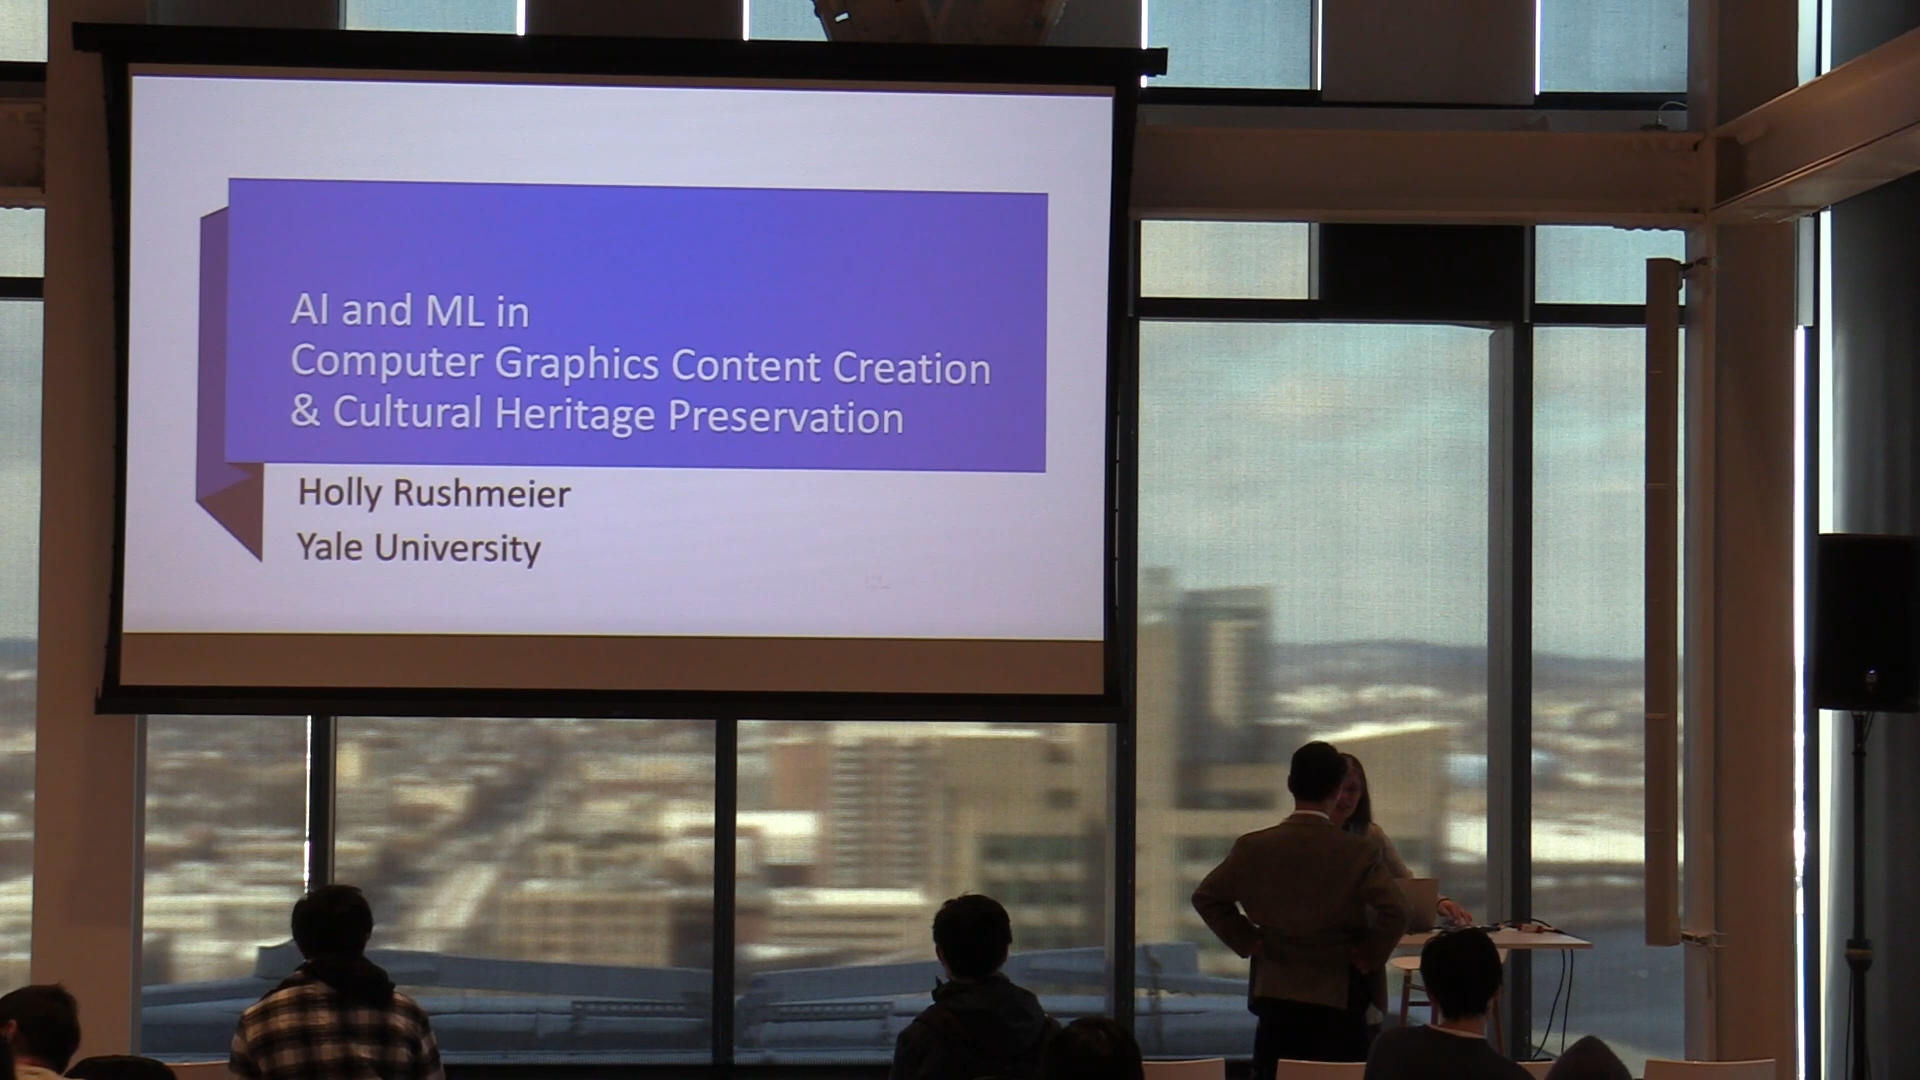 AI and ML in
Computer Graphics Content Creation
& Cultural Heritage Preservation
Holly Rushmeier
Yale University